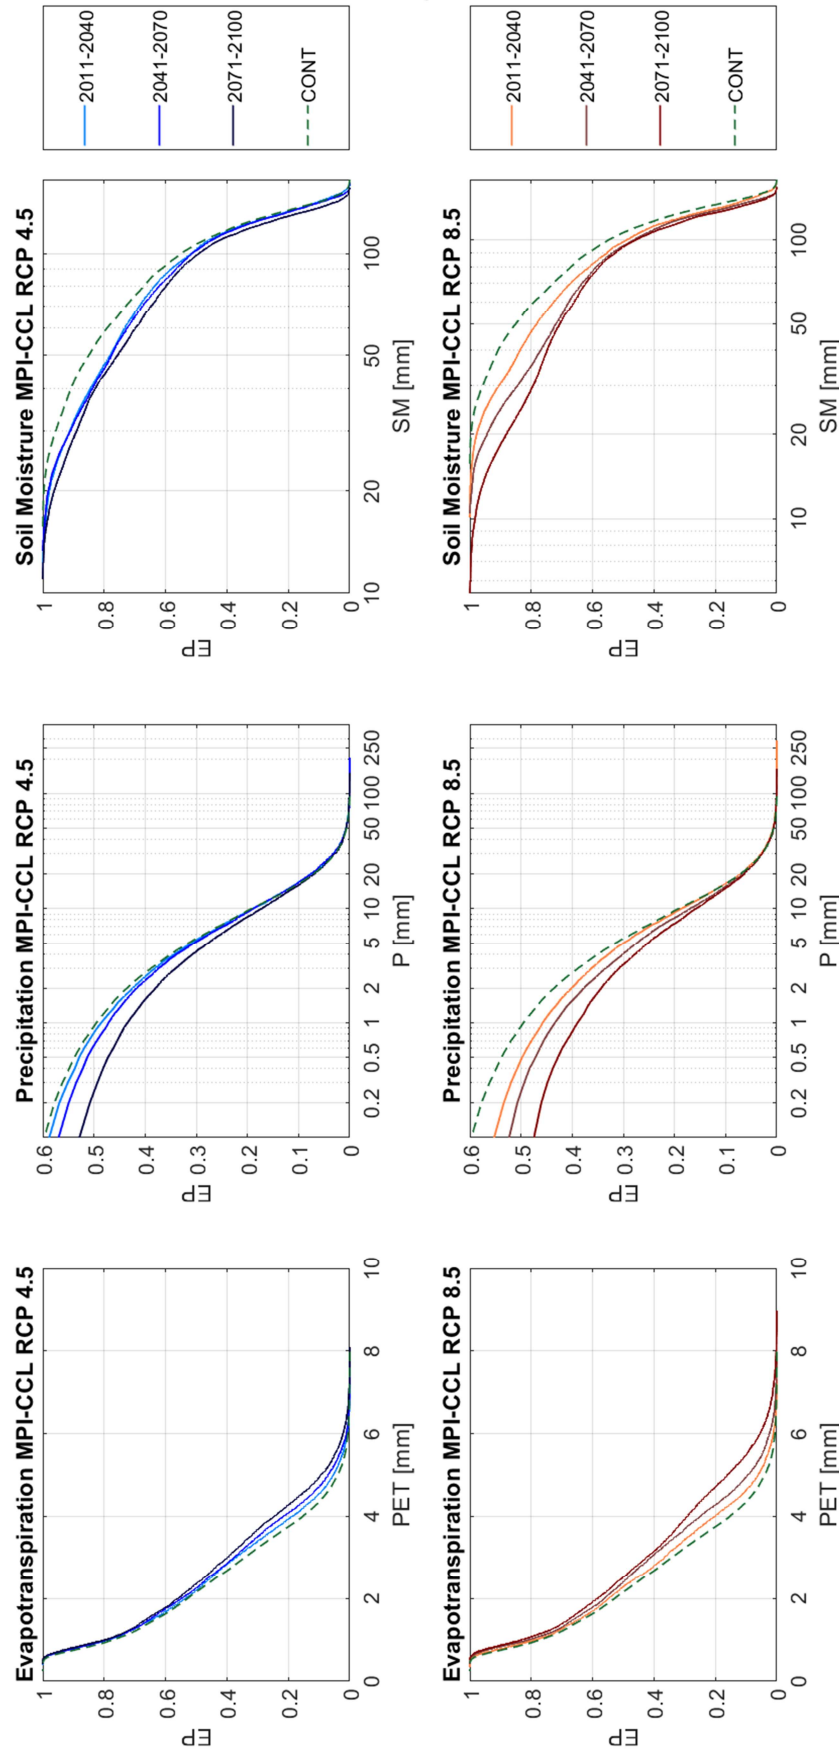 Evapotranspiration MPI-CCL RCP 4.5
EP
1
0.8
0.6
0.4
0.2
0
0 2 4 6 8 10
PET [mm]
Precipitation MPI-CCL RCP 4.5
EP
0.6
0.5
0.4
0.3
0.2
0.1
0
0.2 0.5 1 2 5 10 20 50 100 250
P [mm]
Soil Moistrure MPI-CCL RCP 4.5
EP
1
0.8
0.6
0.4
0.2
0
10 20 50 100
SM [mm]
2011-2040
2041-2070
2071-2100
CONT
Evapotranspiration MPI-CCL RCP 8.5
EP
1
0.8
0.6
0.4
0.2
0
0 2 4 6 8 10
PET [mm]
Precipitation MPI-CCL RCP 8.5
EP
0.6
0.5
0.4
0.3
0.2
0.1
0
0.2 0.5 1 2 5 10 20 50 100 250
P [mm]
Soil Moistrure MPI-CCL RCP 8.5
EP
1
0.8
0.6
0.4
0.2
0
10 20 50 100
SM [mm]
2011-2040
2041-2070
2071-2100
CONT